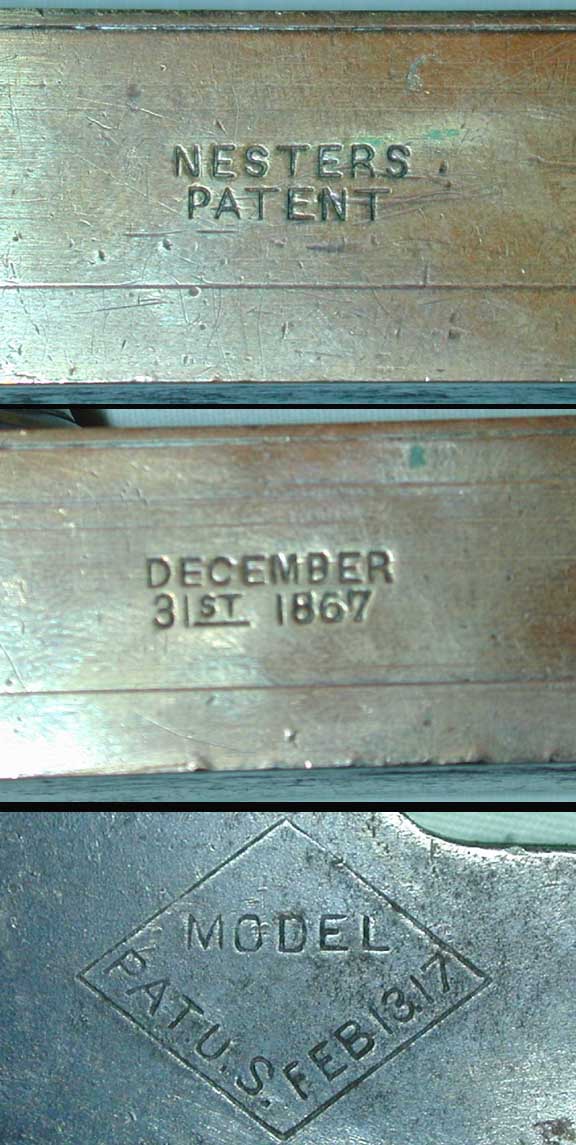 NESTERS
PATENT
DECEMBER
31ST 1867
MODEL
PAT.U.S. FEB 13 17